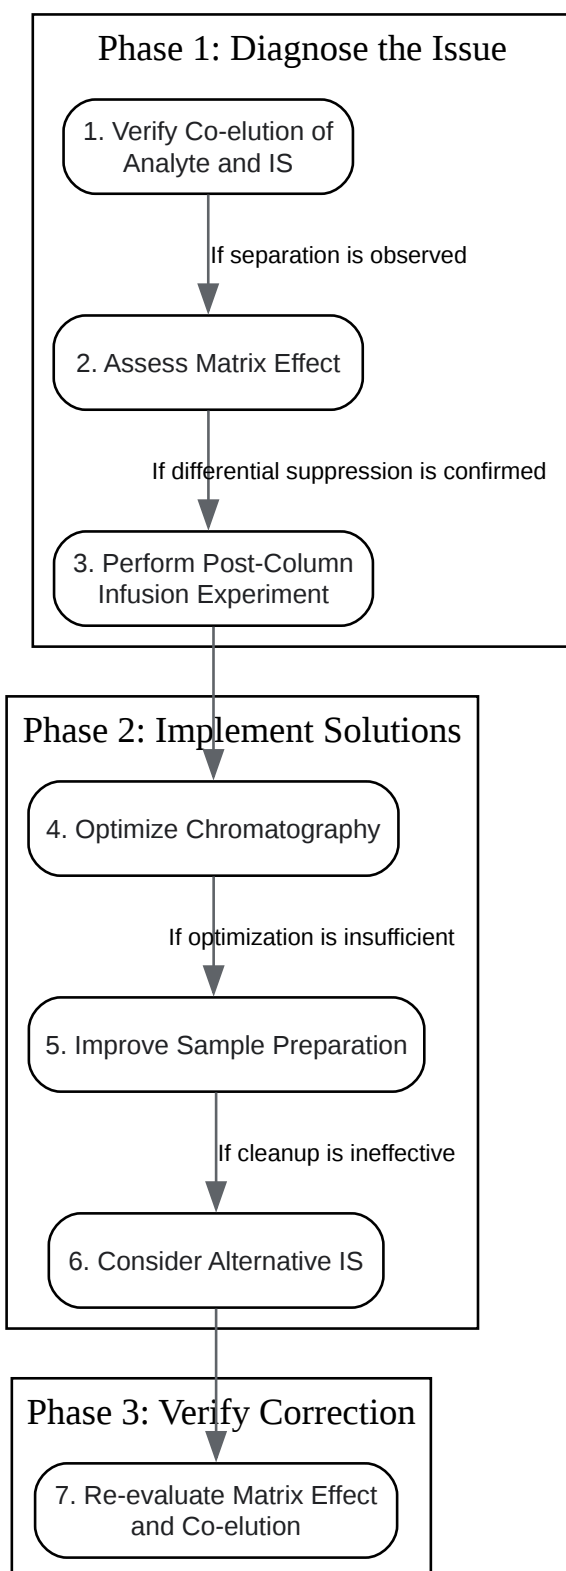 Phase 1: Diagnose the Issue
1. Verify Co-elution of
Analyte and IS
If separation is observed
2. Assess Matrix Effect
If differential suppression is confirmed
3. Perform Post-Column
Infusion Experiment
Phase 2: Implement Solutions
4. Optimize Chromatography
If optimization is insufficient
5. Improve Sample Preparation
If cleanup is ineffective
6. Consider Alternative IS
Phase 3: Verify Correction
7. Re-evaluate Matrix Effect
and Co-elution